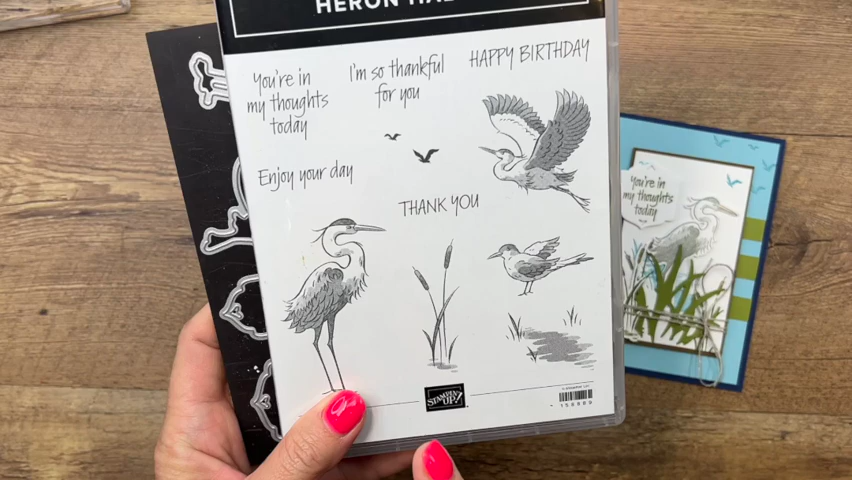 HERON
You're in
my thoughts
today
I'm so thankful
for you
HAPPY BIRTHDAY
Enjoy your day
THANK YOU
STAMPIN'
UP!
You're in
my thoughts
today